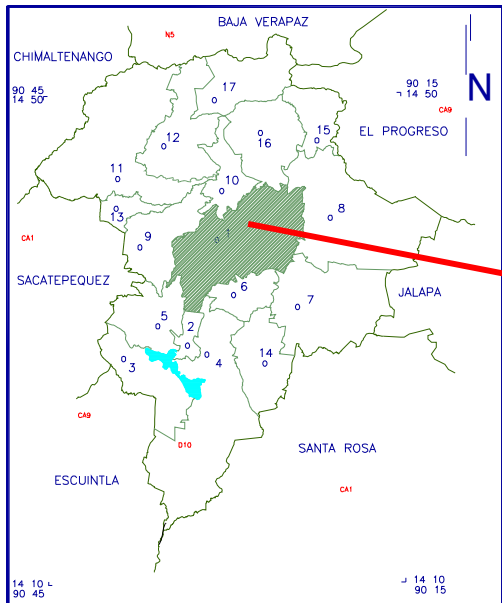 BAJA VERAPAZ
N5
CHIMALTENANGO
90 45
14 50
90 15
14 50
N
17
CA9
EL PROGRESO
12
16
15
11
10
13
8
CA1
9
1
SACATEPEQUEZ
6
JALAPA
7
5
2
3
4
14
CA9
D10
SANTA ROSA
ESCUINTLA
CA1
14 10
90 45
14 10
90 15